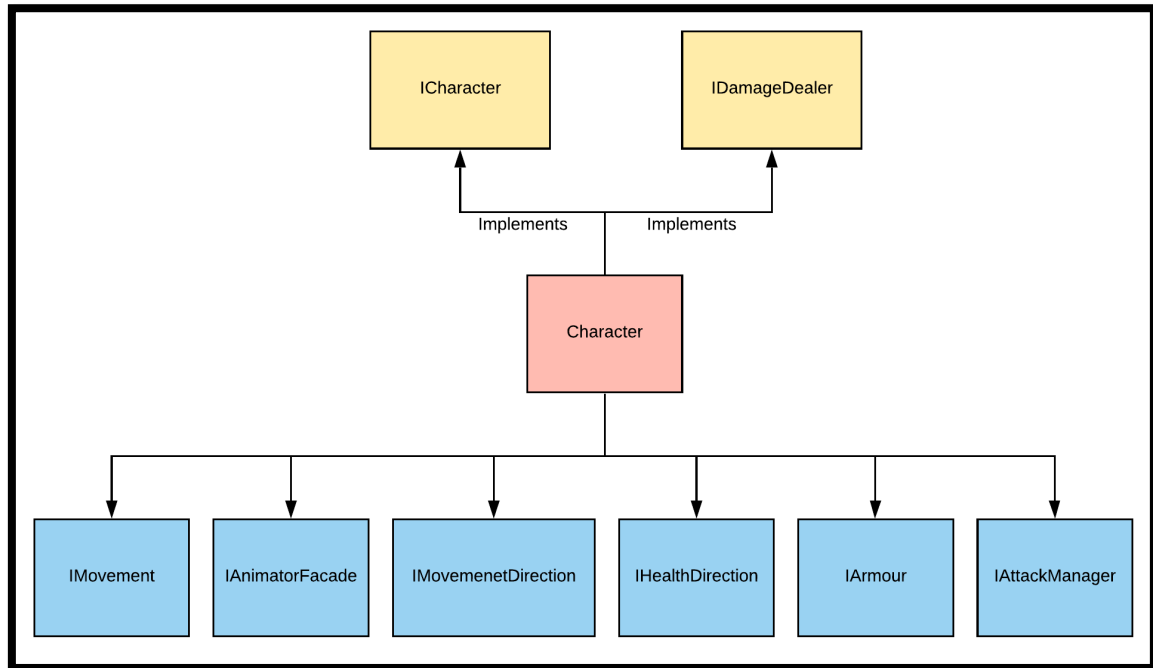 ICharacter
IDamageDealer
Implements
Implements
Character
IMovement
IAnimatorFacade
IMovemenetDirection
IHealthDirection
IArmour
IAttackManager